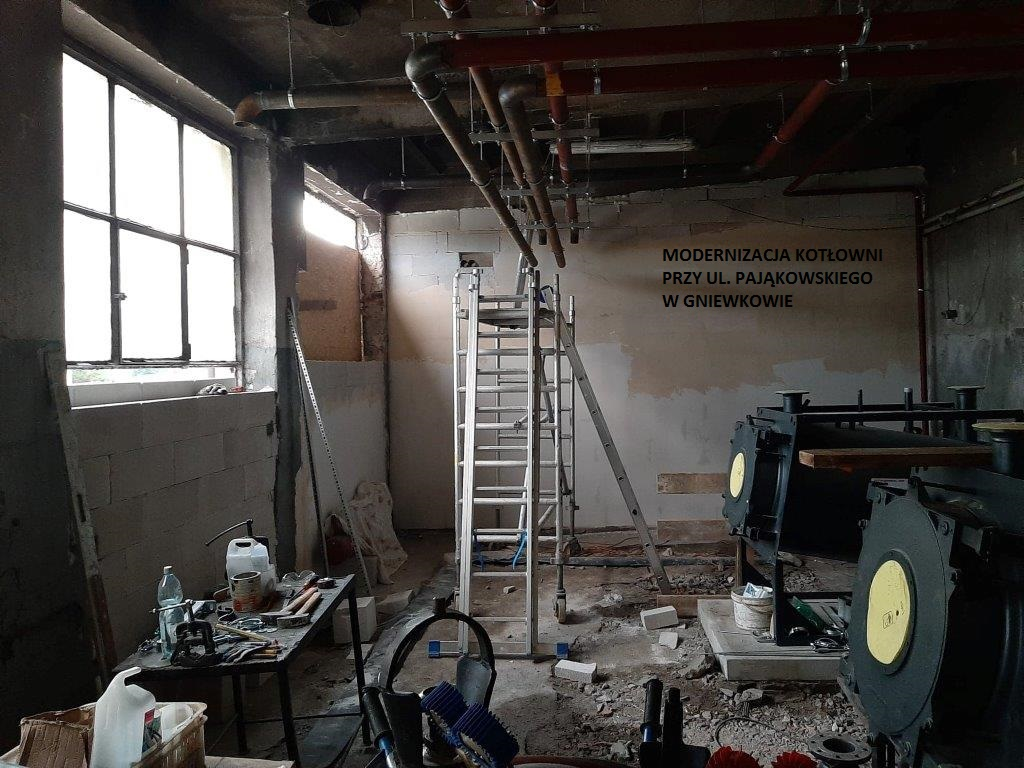 MODERNIZACJA KOTŁOWNI
PRZY UL. PAJĄKOWSKIEGO
W GNIEWKOWIE